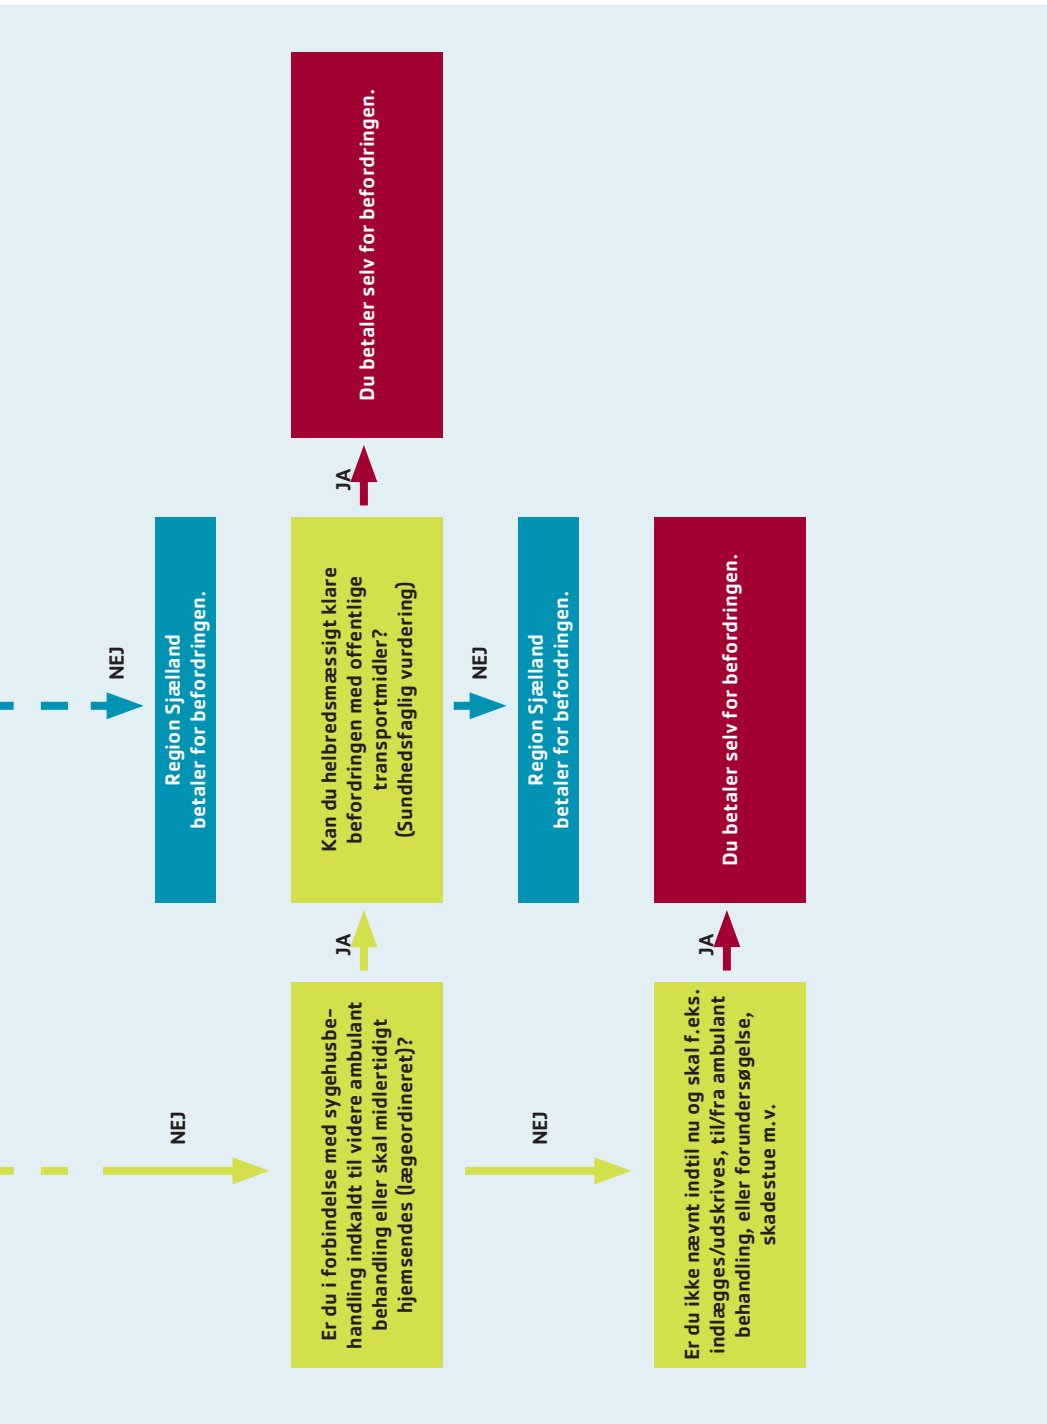 NEJ
NEJ
Region Sjælland
betaler for befordringen.
Er du i forbindelse med sygehusbe-
handling indkaldt til videre ambulant
behandling eller skal midlertidigt
hjemsendes (lægeordineret)?
JA
Kan du helbredsmæssigt klare
befordringen med offentlige
transportmidler?
(Sundhedsfaglig vurdering)
JA
Du betaler selv for befordringen.
NEJ
NEJ
Region Sjælland
betaler for befordringen.
Er du ikke nævnt indtil nu og skal f.eks.
indlægges/udskrives, til/fra ambulant
behandling, eller forundersøgelse,
skadestue m.v.
JA
Du betaler selv for befordringen.